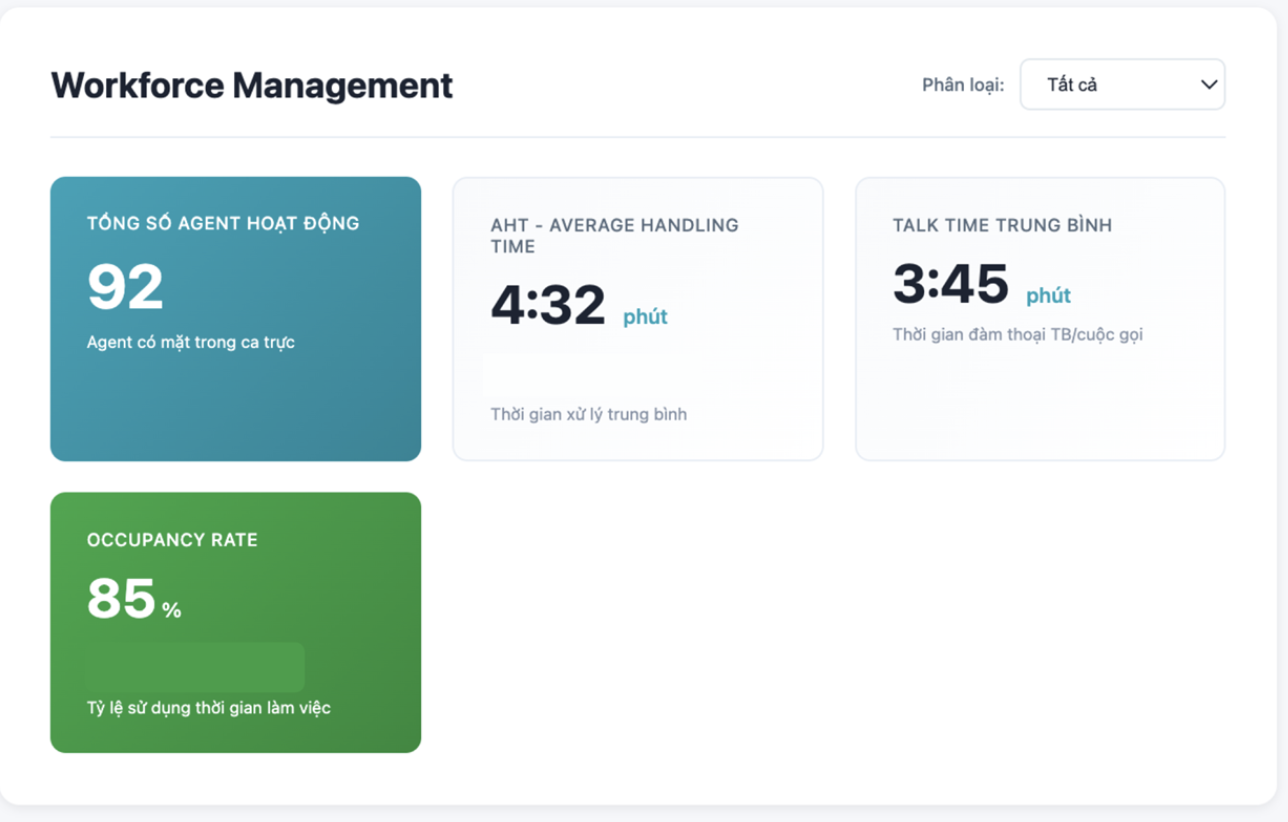 Workforce Management
Phân loại:
Tất cả
TỔNG SỐ AGENT HOẠT ĐỘNG
92
Agent có mặt trong ca trực
AHT - AVERAGE HANDLING
TIME
4:32 phút
Thời gian xử lý trung bình
TALK TIME TRUNG BÌNH
3:45 phút
Thời gian đàm thoại TB/cuộc gọi
OCCUPANCY RATE
85 %
Tỷ lệ sử dụng thời gian làm việc